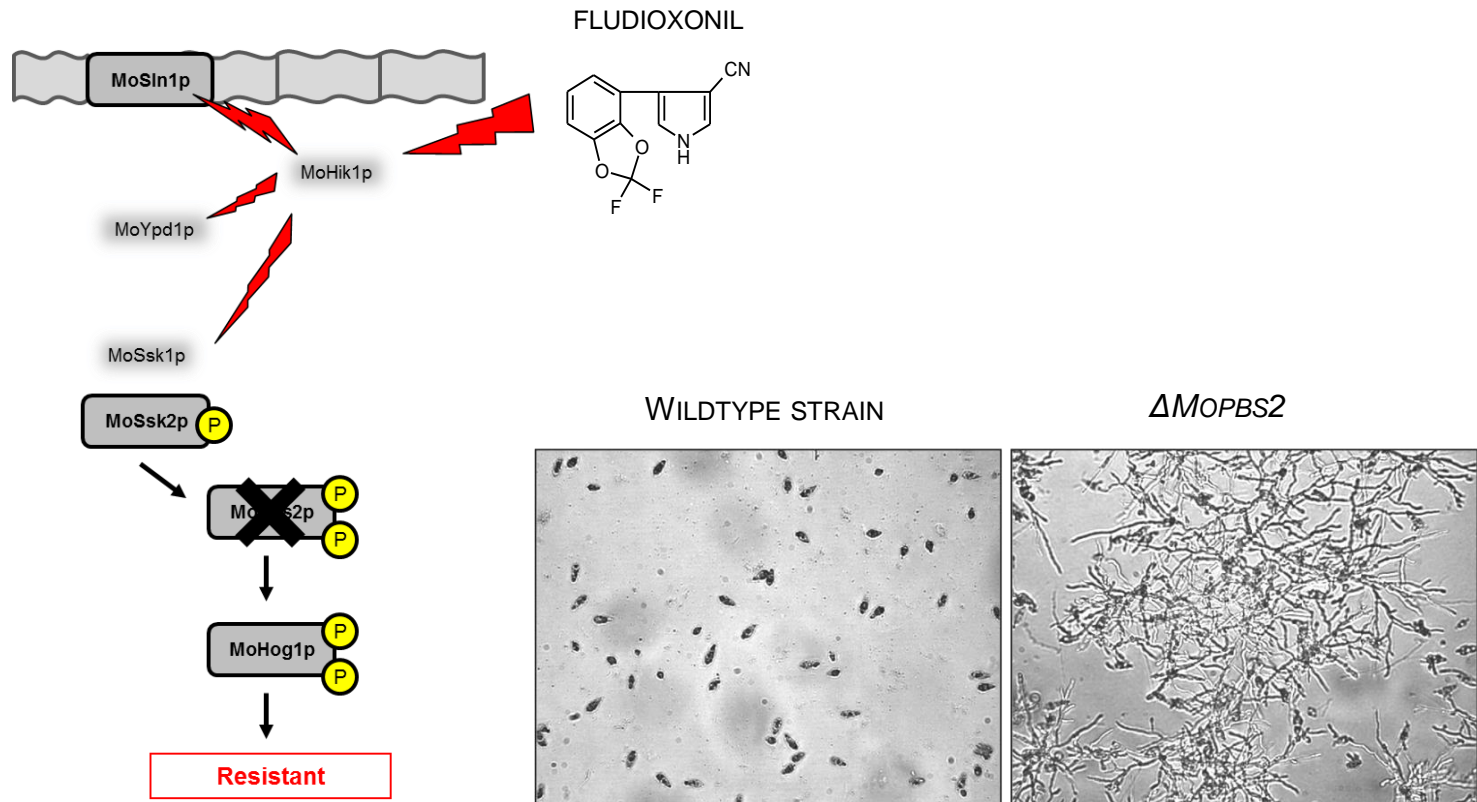 FLUDIOXONIL
MoSln1p
CN
N
H
O
O
F
F
MoHik1p
MoYpd1p
MoSsk1p
MoSsk2p
P
WILDTYPE STRAIN
ΔMOPBS2
P
P
MoHog1p
P
P
Resistant